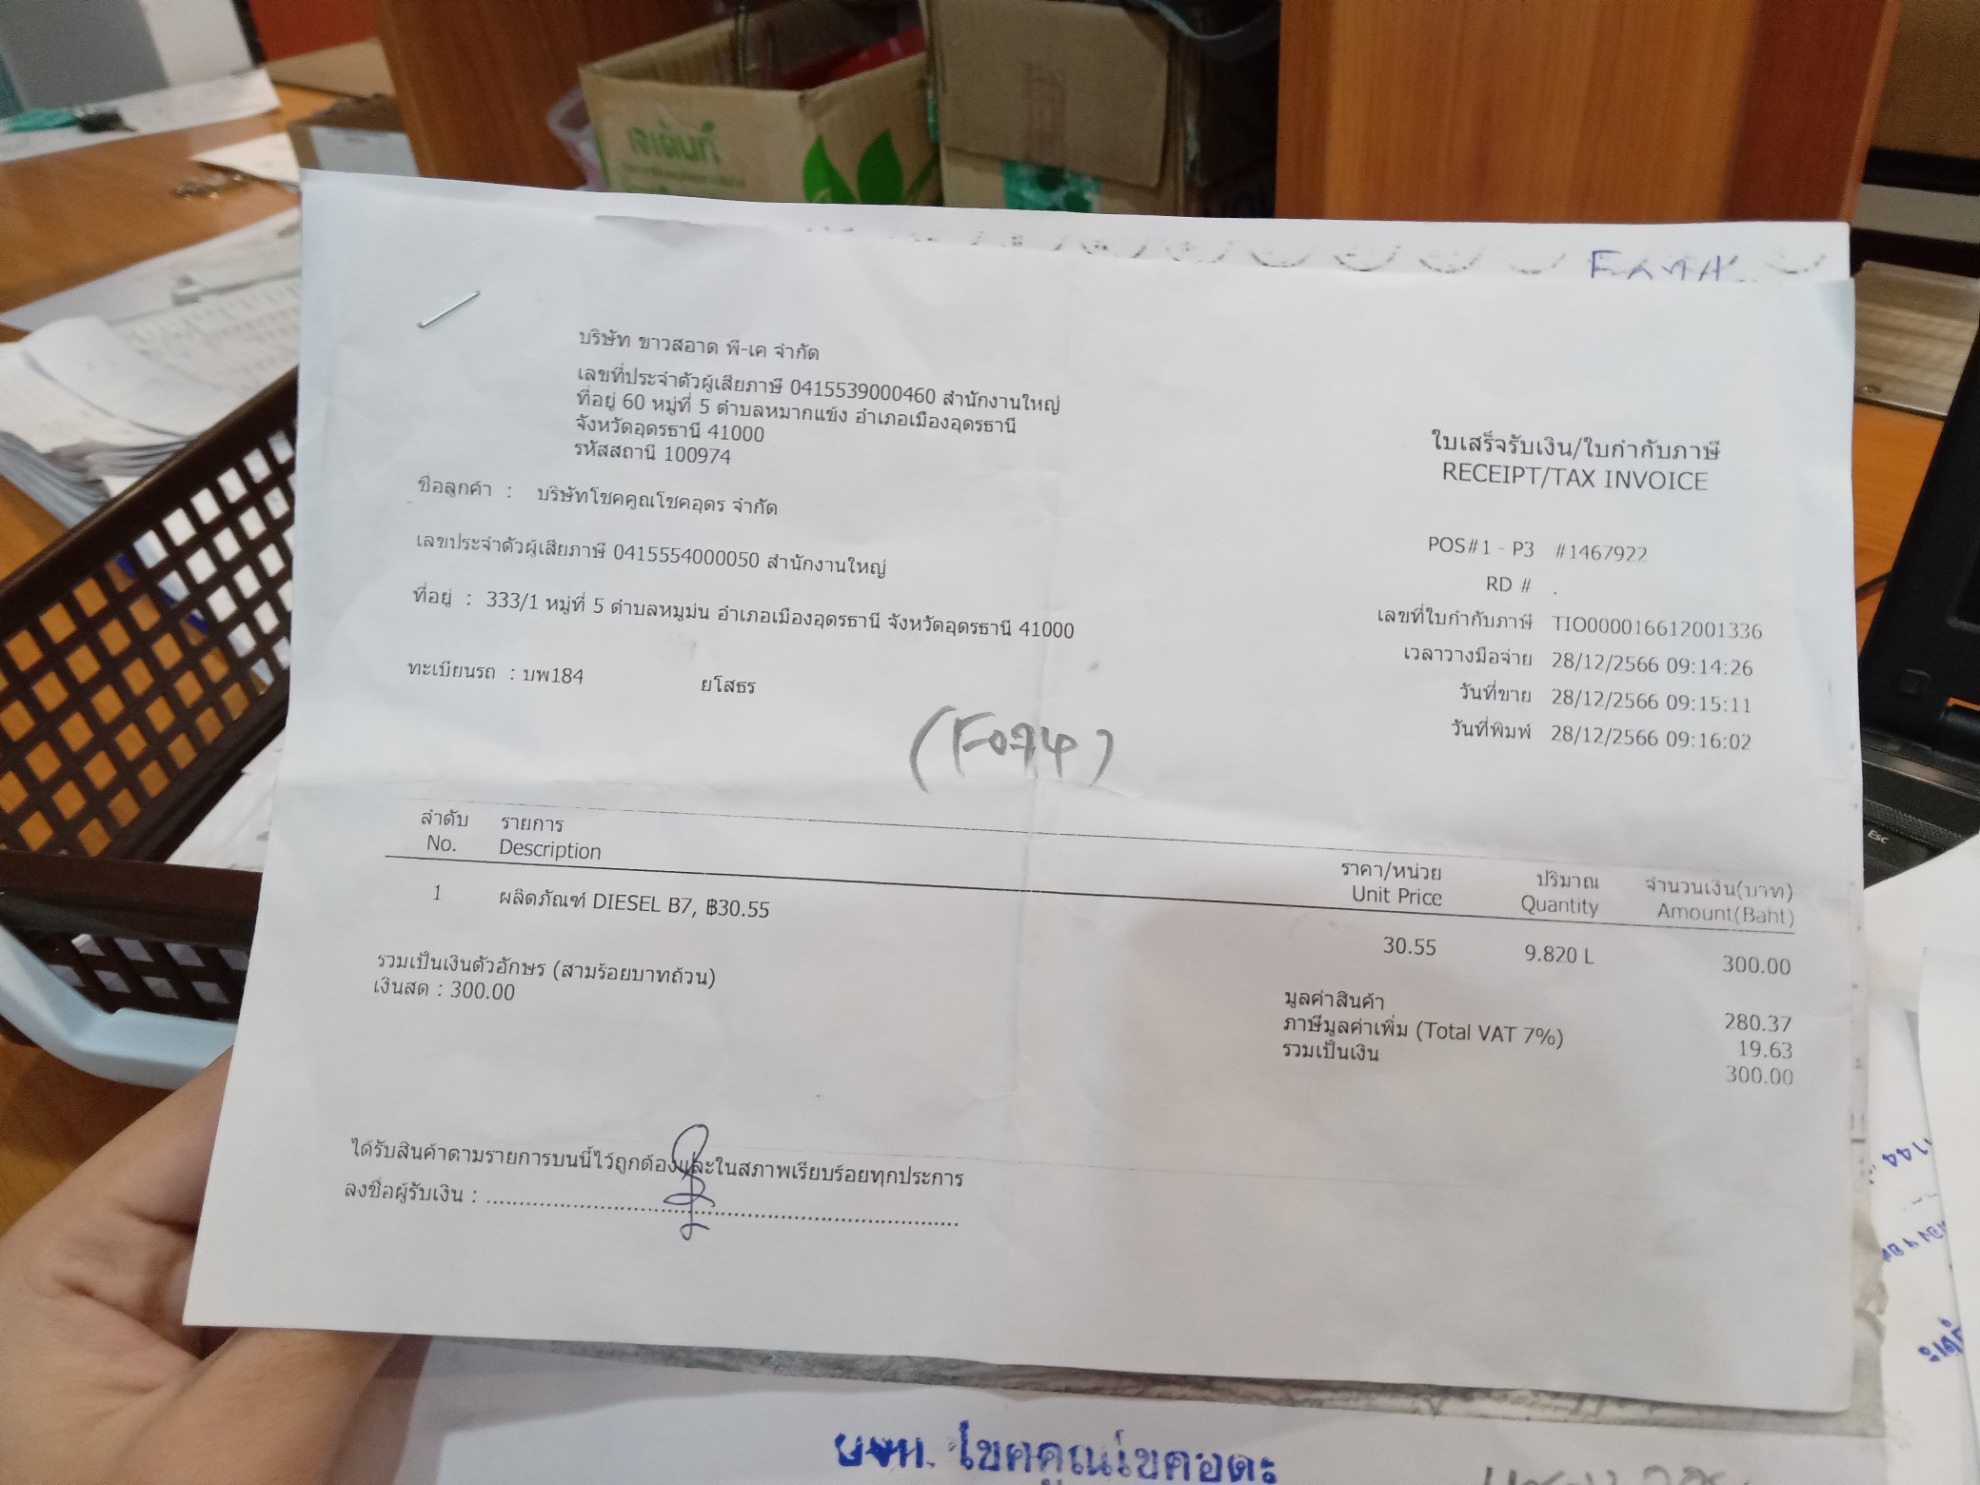 สเต้นท์
บริษัท ขาวสอาด พี-เค จำกัด
เลขที่ประจำตัวผู้เสียภาษี 0415539000460 สำนักงานใหญ่
ที่อยู่ 60 หมู่ที่ 5 ตำบลหมากแข้ง อำเภอเมืองอุดรธานี
จังหวัดอุดรธานี 41000
รหัสสถานี 100974
ใบเสร็จรับเงิน/ใบกำกับภาษี
RECEIPT/TAX INVOICE
ชื่อลูกค้า : บริษัทโชคคูณโชคอุดร จำกัด
เลขประจำตัวผู้เสียภาษี 0415554000050 สำนักงานใหญ่
ที่อยู่ : 333/1 หมู่ที่ 5 ตำบลหมูม่น อำเภอเมืองอุดรธานี จังหวัดอุดรธานี 41000
ทะเบียนรถ : บพ184 ยโสธร
POS#1 - P3 #1467922
RD # .
เลขที่ใบกำกับภาษี TIO000016612001336
เวลาวางมือจ่าย 28/12/2566 09:14:26
วันที่ขาย 28/12/2566 09:15:11
วันที่พิมพ์ 28/12/2566 09:16:02
ลำดับ รายการ ราคา/หน่วย ปริมาณ จำนวนเงิน(บาท)
No. Description Unit Price Quantity Amount(Baht)
1 ผลิตภัณฑ์ DIESEL B7, ฿30.55 30.55 9.820 L 300.00
รวมเป็นเงินตัวอักษร (สามร้อยบาทถ้วน)
เงินสด : 300.00
มูลค่าสินค้า 280.37
ภาษีมูลค่าเพิ่ม (Total VAT 7%) 19.63
รวมเป็นเงิน 300.00
ได้รับสินค้าตามรายการบนนี้ไว้ถูกต้องและในสภาพเรียบร้อยทุกประการ
ลงชื่อผู้รับเงิน :
Esc